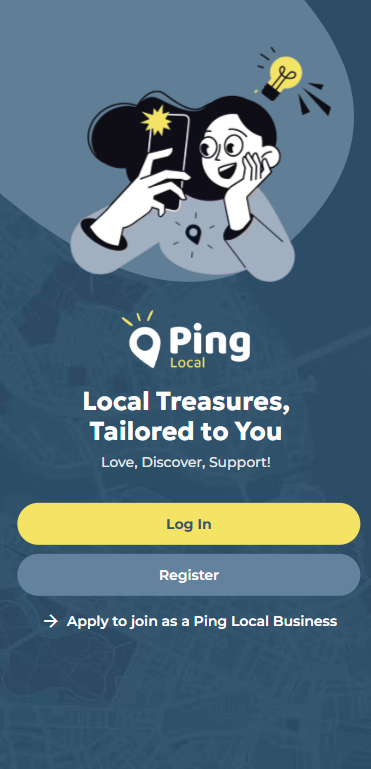 Ping
Local
Local Treasures,
Tailored to You
Love, Discover, Support!
Log In
Register
Apply to join as a Ping Local Business